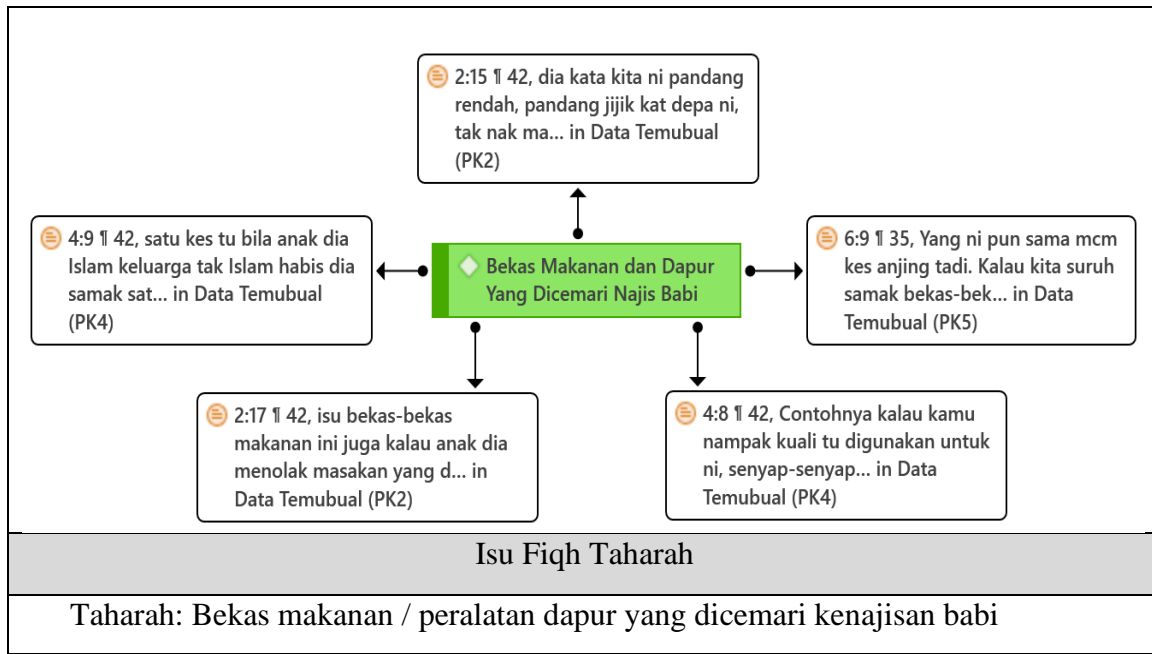 2:15 ¶ 42, dia kata kita ni pandang
rendah, pandang jijik kat depa ni,
tak nak ma... in Data Temubual
(PK2)
4:9 ¶ 42, satu kes tu bila anak dia
Islam keluarga tak Islam habis dia
samak sat... in Data Temubual
(PK4)
Bekas Makanan dan Dapur
Yang Dicemari Najis Babi
6:9 ¶ 35, Yang ni pun sama mcm
kes anjing tadi. Kalau kita suruh
samak bekas-bek... in Data
Temubual (PK5)
2:17 ¶ 42, isu bekas-bekas
makanan ini juga kalau anak dia
menolak masakan yang d... in
Data Temubual (PK2)
4:8 ¶ 42, Contohnya kalau kamu
nampak kuali tu digunakan untuk
ni, senyap-senyap... in Data
Temubual (PK4)
Isu Fiqh Taharah
Taharah: Bekas makanan / peralatan dapur yang dicemari kenajisan babi